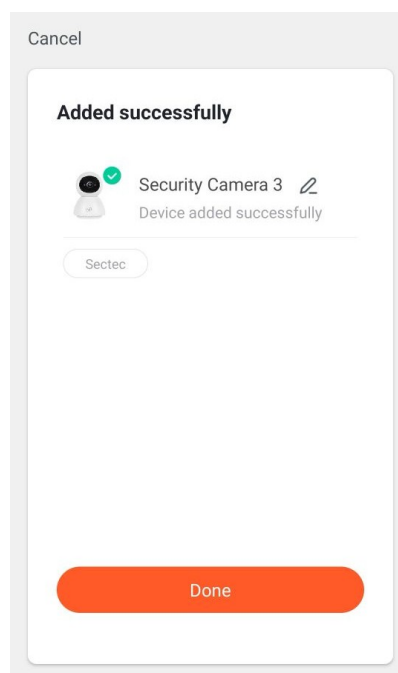 Cancel
Added successfully
Security Camera 3
Device added successfully
Sectec
Done